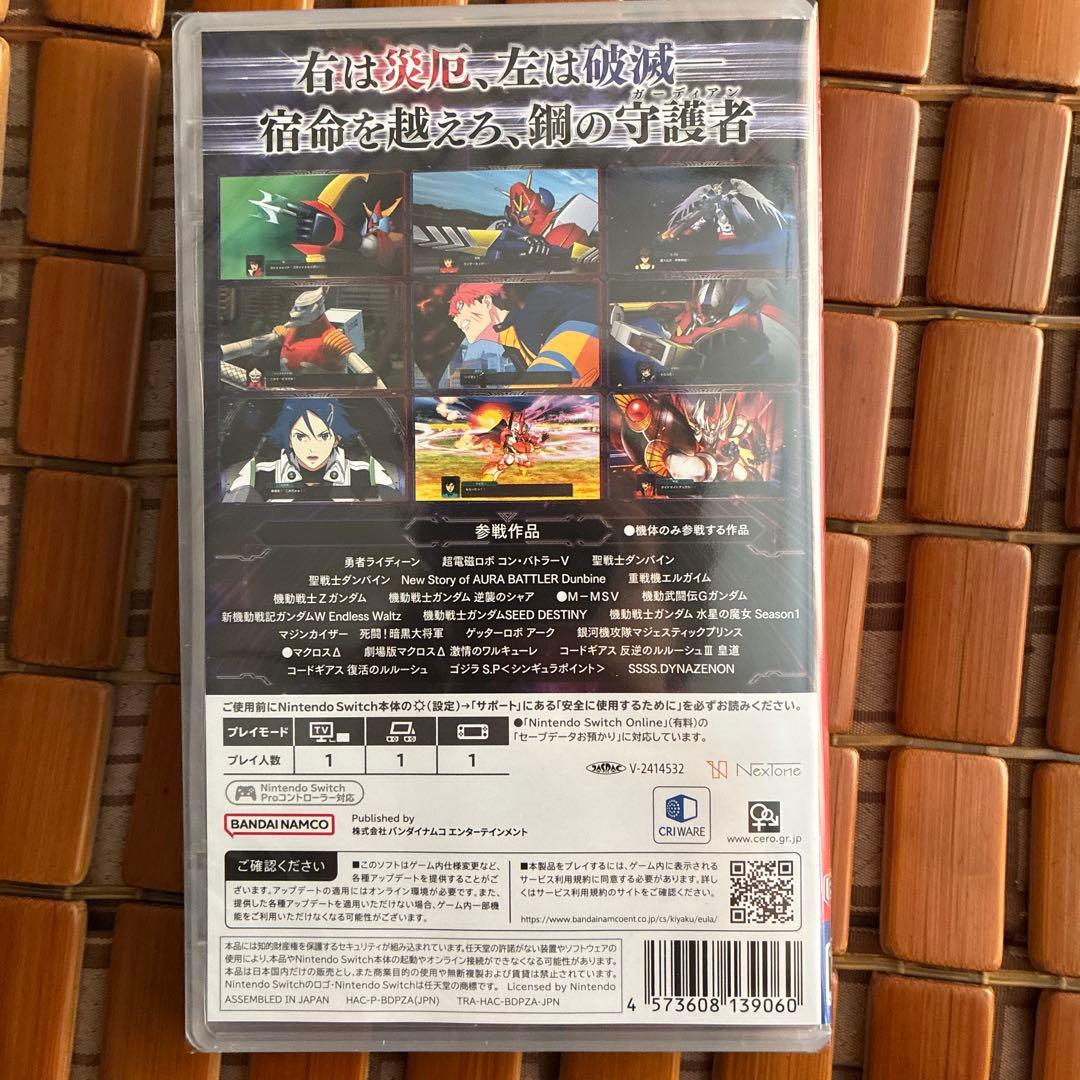 右は災厄、左は破滅――
ガーディアン
宿命を越えろ、鋼の守護者
参戦作品
●機体のみ参戦する作品
勇者ライディーン 超電磁ロボ コン・バトラーV 聖戦士ダンバイン
聖戦士ダンバイン New Story of AURA BATTLER Dunbine 重戦機エルガイム
機動戦士Zガンダム 機動戦士ガンダム 逆襲のシャア ●M-MSV 機動武闘伝Gガンダム
新機動戦記ガンダムW Endless Waltz 機動戦士ガンダムSEED DESTINY 機動戦士ガンダム 水星の魔女 Season1
マジンカイザー 死闘!暗黒大将軍 ゲッターロボ アーク 銀河機攻隊マジェスティックプリンス
●マクロスΔ 劇場版マクロスΔ 激情のワルキューレ コードギアス 反逆のルルーシュⅢ 皇道
コードギアス 復活のルルーシュ ゴジラ S.P<シンギュラポイント> SSSS.DYNAZENON
ご使用前にNintendo Switch本体の(設定)→「サポート」にある「安全に使用するために」を必ずお読みください。
プレイモード TV
プレイ人数 1 1 1
●「Nintendo Switch Online」(有料)の
「セーブデータお預かり」に対応しています。
Nintendo Switch
Proコントローラー対応
JASRAC V-2414532
NexTone
BANDAI NAMCO
Published by
株式会社 バンダイナムコ エンターテインメント
CRIWARE
www.cero.gr.jp
ご確認ください
■このソフトはゲーム内仕様変更など、
各種アップデートを提供することがご
ざいます。アップデートの適用にはオンライン環境が必要です。また、
提供した各種アップデートを適用いただけない場合、ゲーム内一部機
能をご利用いただけなくなる可能性がございます。
■本製品をプレイするには、ゲーム内に表示される
サービス利用規約に同意する必要があります。詳し
くはサービス利用規約のサイトをご確認ください。
https://www.bandainamcoent.co.jp/cs/kiyaku/eula/
本品には知的財産権を保護するセキュリティが組み込まれています。任天堂の許諾がない装置やソフトウェアの
使用により、本品やNintendo Switch本体の起動やオンライン接続ができなくなる可能性があります。
本品は日本国内だけの販売とし、また商業目的の使用や無断複製および賃貸は禁止されています。
Nintendo Switchのロゴ・Nintendo Switchは任天堂の商標です。 Licensed by Nintendo
ASSEMBLED IN JAPAN HAC-P-BDPZA(JPN) TRA-HAC-BDPZA-JPN
4 573608 139060